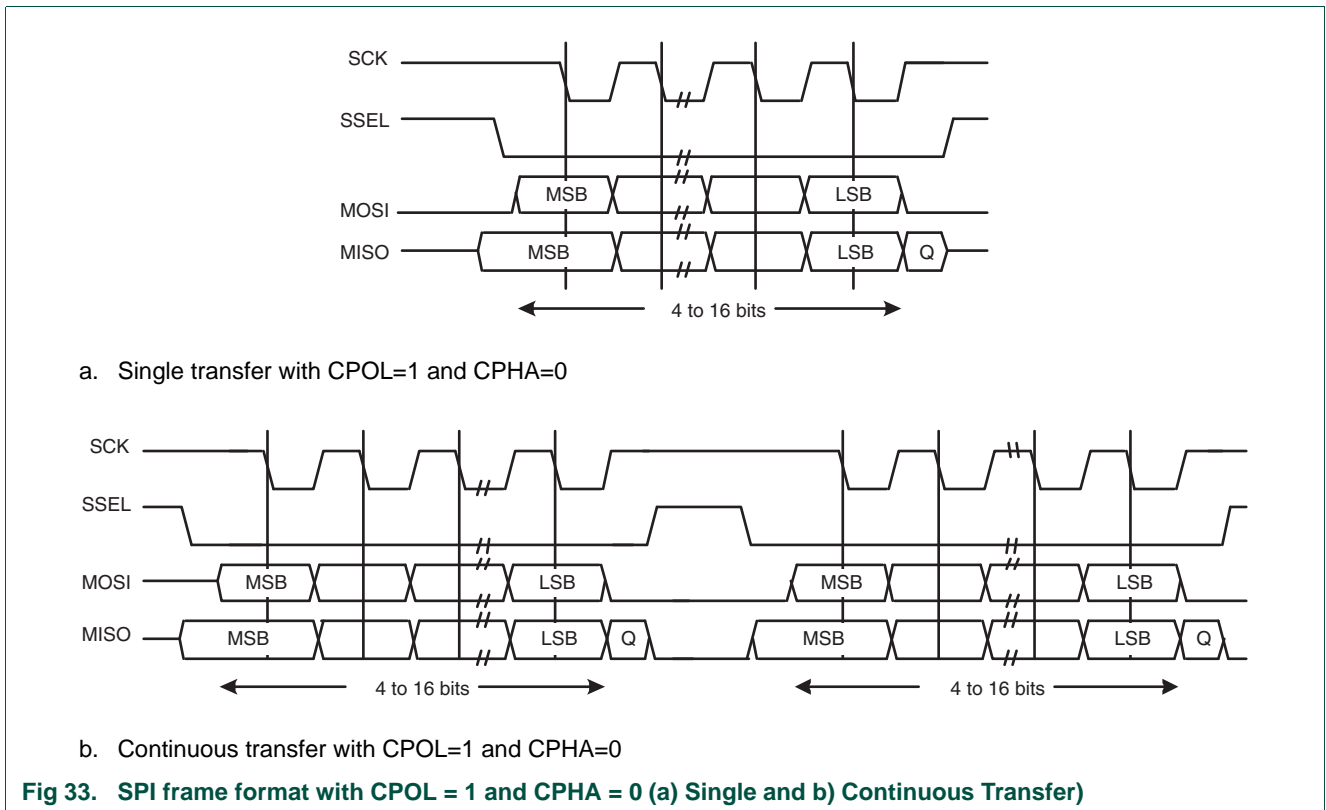 SCK
SSEL
MOSI
MSB
LSB
MISO
MSB
LSB
Q
4 to 16 bits
a. Single transfer with CPOL=1 and CPHA=0
SCK
SSEL
MOSI
MSB
LSB
MSB
LSB
MISO
MSB
LSB
Q
MSB
LSB
Q
4 to 16 bits
4 to 16 bits
b. Continuous transfer with CPOL=1 and CPHA=0
Fig 33. SPI frame format with CPOL = 1 and CPHA = 0 (a) Single and b) Continuous Transfer)